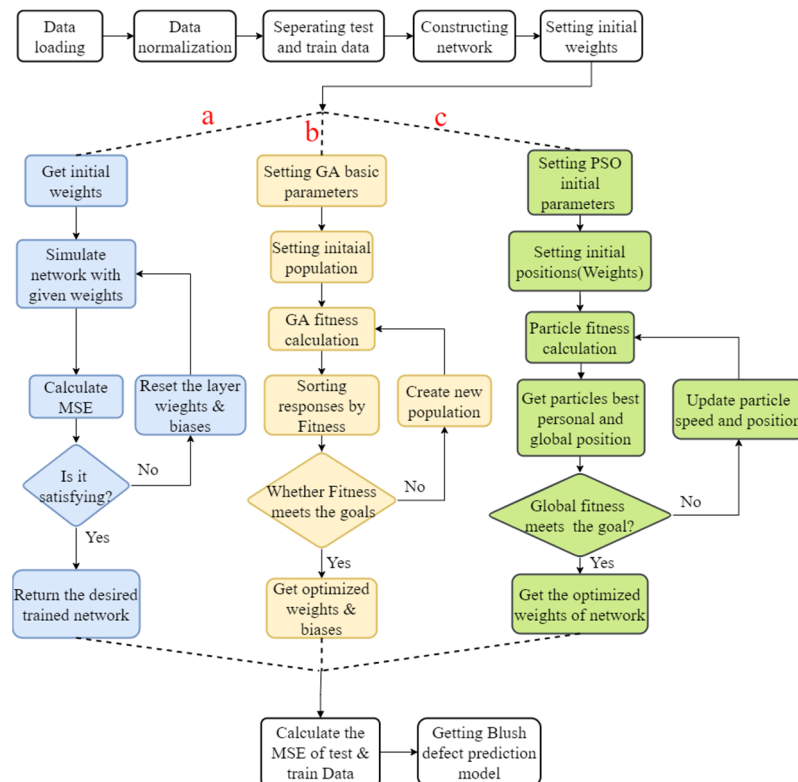 Data
loading
Data
normalization
Seperating test
and train data
Constructing
network
Setting initial
weights
a
b
c
Get initial
weights
Simulate
network with
given weights
Calculate
MSE
Reset the layer
wieghts &
biases
Is it
satisfying?
No
Yes
Return the desired
trained network
Setting GA basic
parameters
Setting initaial
population
GA fitness
calculation
Sorting
responses by
Fitness
Create new
population
Whether Fitness
meets the goals
No
Yes
Get optimized
weights &
biases
Setting PSO
initial
parameters
Setting initial
positions(Weights)
Particle fitness
calculation
Get particles best
personal and
global position
Update particle
speed and position
Global fitness
meets the goal?
No
Yes
Get the optimized
weights of network
Calculate the
MSE of test &
train Data
Getting Blush
defect prediction
model